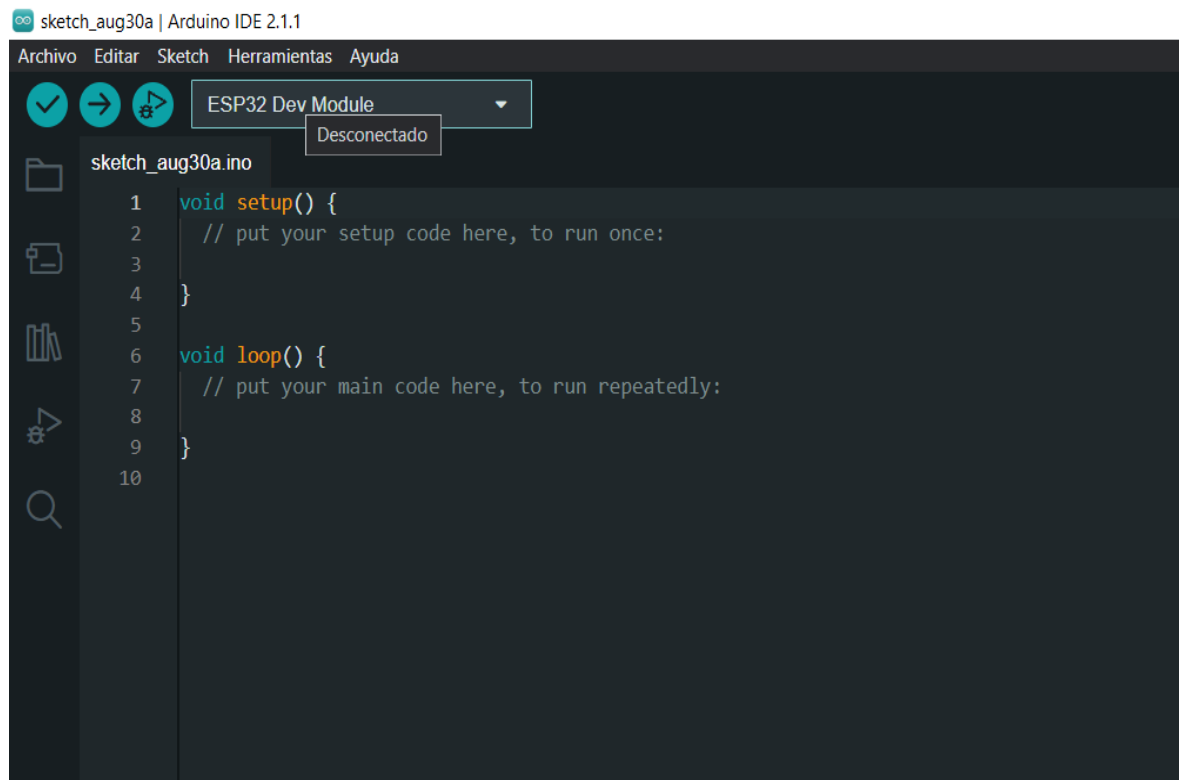 sketch_aug30a | Arduino IDE 2.1.1
Archivo Editar Sketch Herramientas Ayuda
ESP32 Dev Module
Desconectado
sketch_aug30a.ino
1 void setup() {
2 // put your setup code here, to run once:
3
4 }
5
6 void loop() {
7 // put your main code here, to run repeatedly:
8
9 }
10